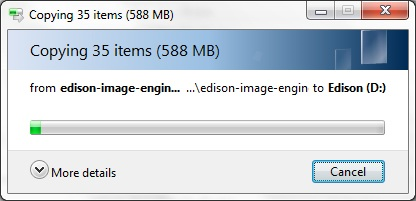 Copying 35 items (588 MB)
Copying 35 items (588 MB)
from edison-image-engin... ...\edison-image-engin to Edison (D:)
More details
Cancel